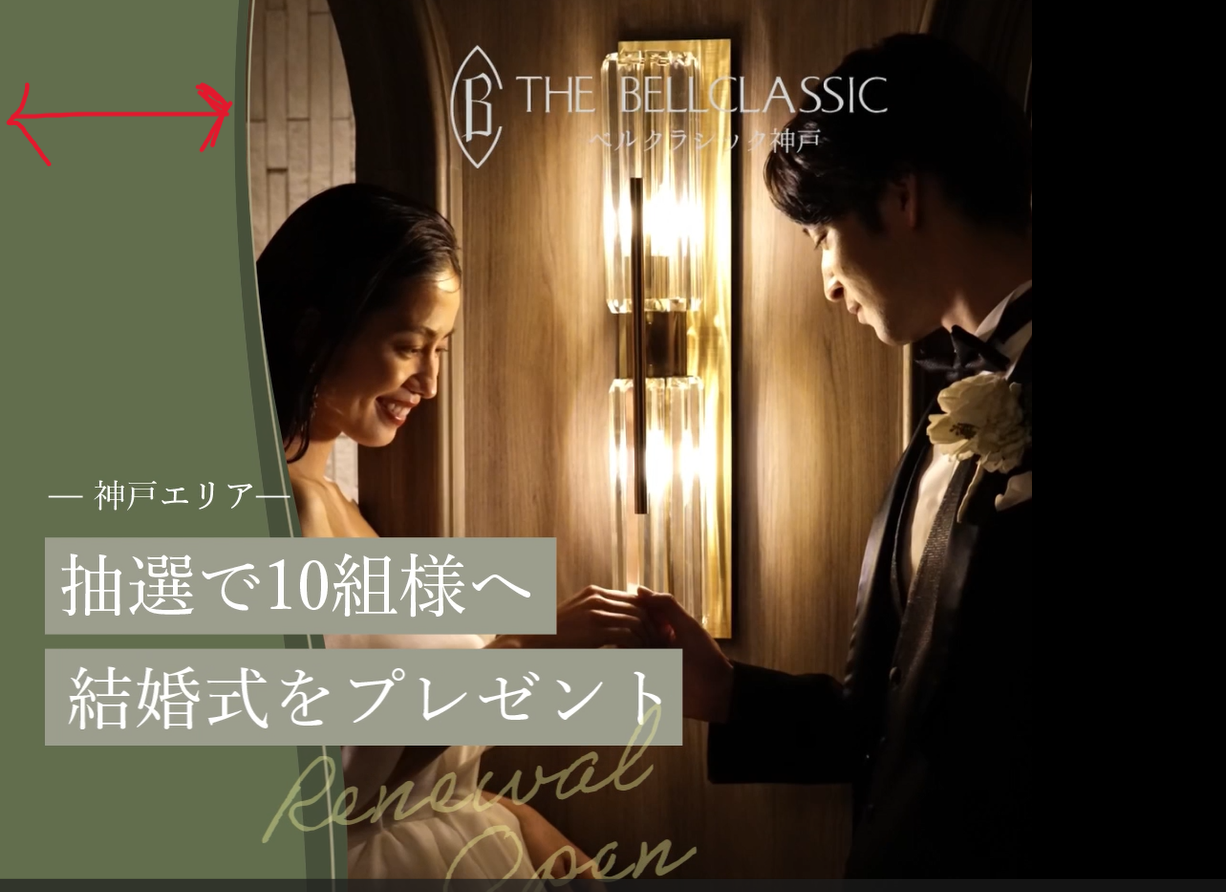 B THE BELLCLASSIC
ベルクラシック神戸
― 神戸エリア―
抽選で10組様へ
結婚式をプレゼント
Renewal
Open